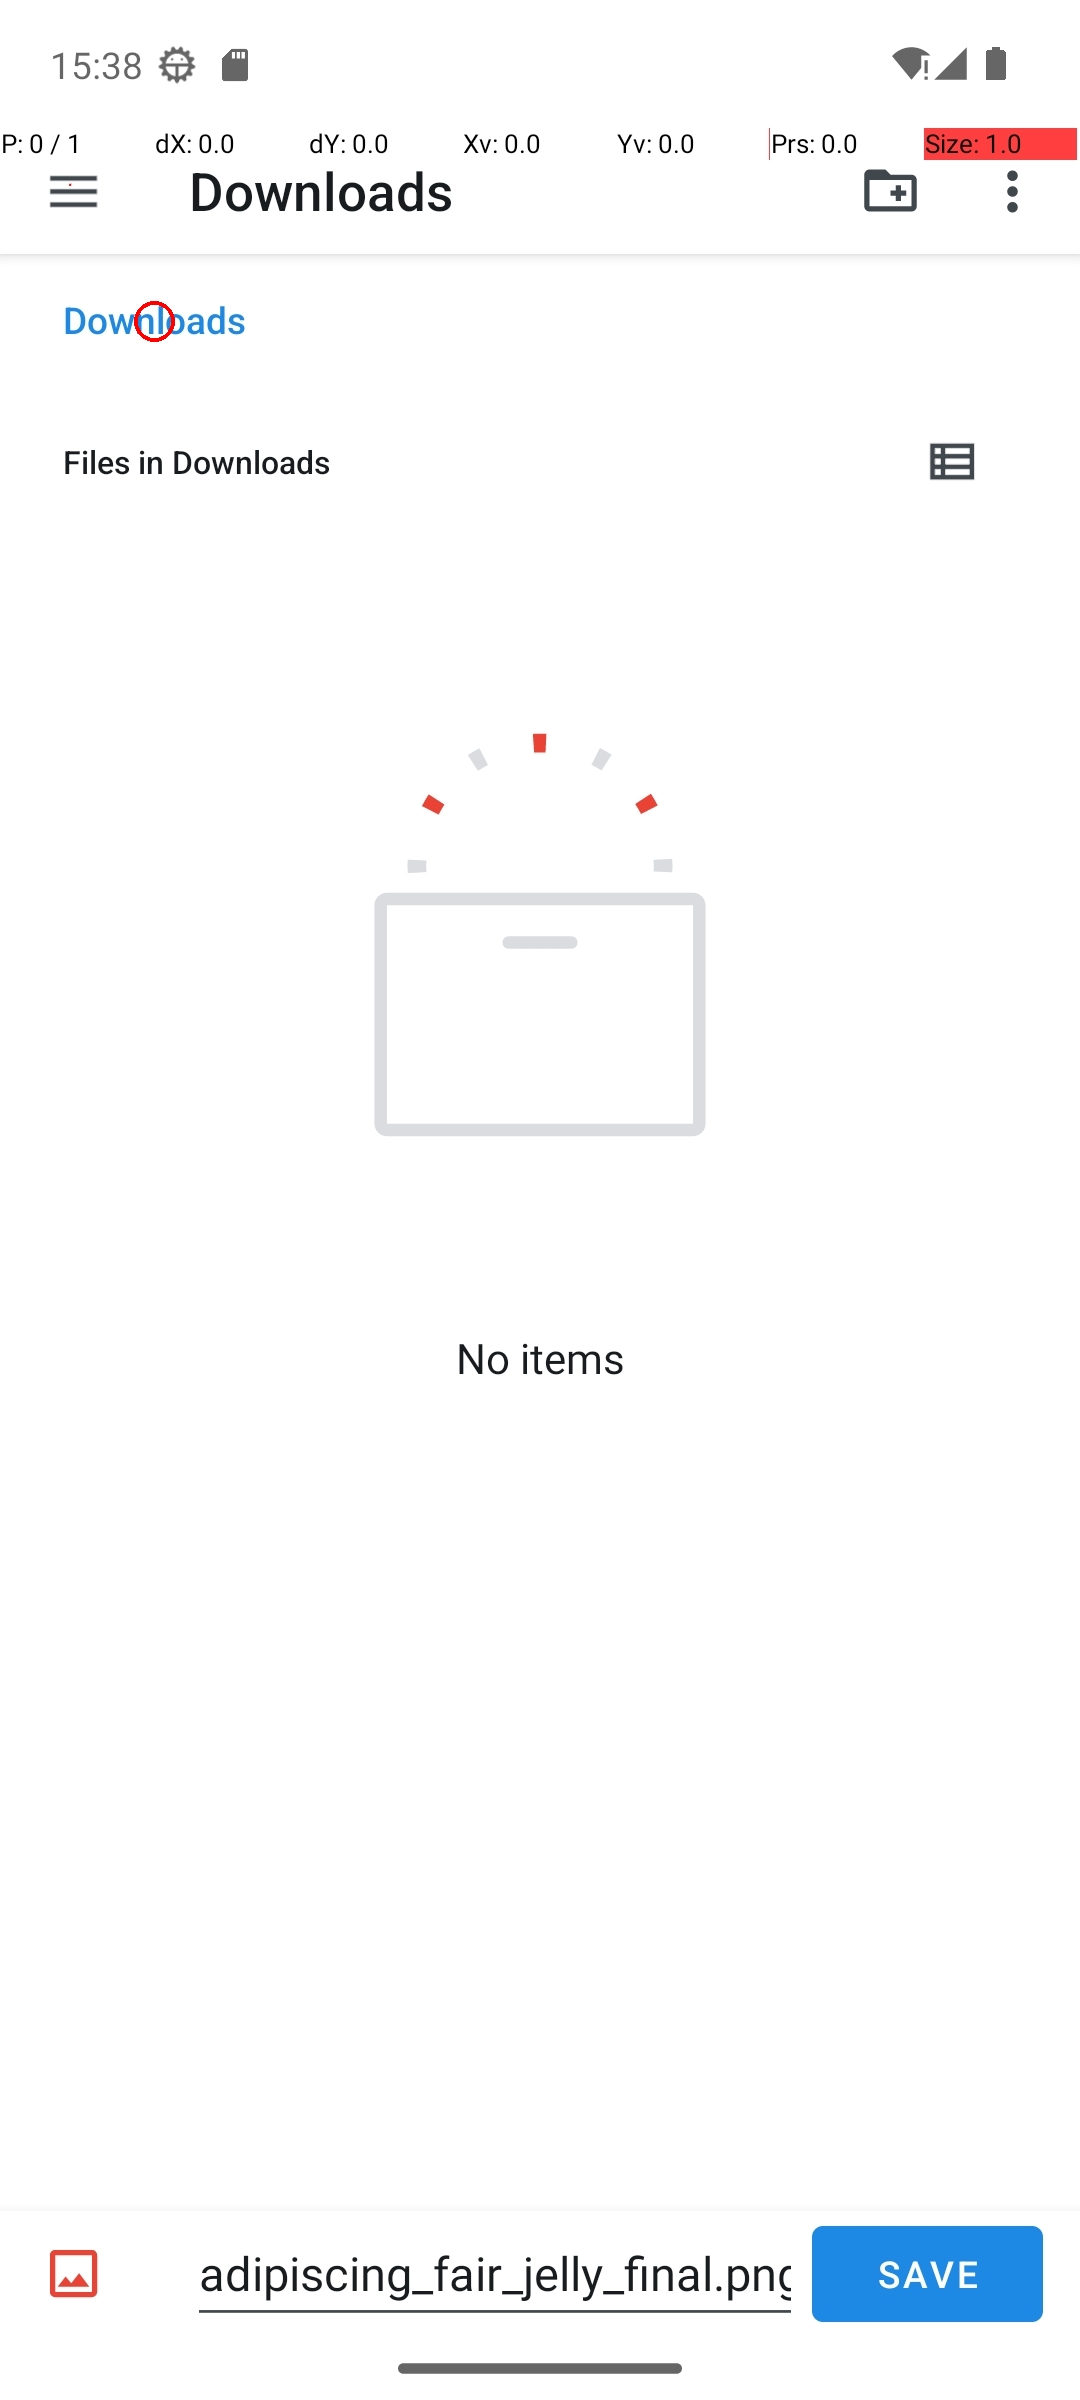 15:38
P: 0 / 1 dX: 0.0 dY: 0.0 Xv: 0.0 Yv: 0.0 Prs: 0.0 Size: 1.0
Downloads
Downloads
Files in Downloads
No items
adipiscing_fair_jelly_final.png
SAVE